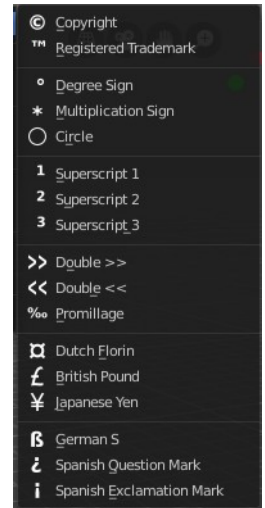 © Copyright
™ Registered Trademark
° Degree Sign
* Multiplication Sign
○ Circle
¹ Superscript 1
² Superscript 2
³ Superscript 3
>> Double >>
<< Double <<
‰ Promillage
¤ Dutch Florin
£ British Pound
¥ Japanese Yen
ß German S
¿ Spanish Question Mark
¡ Spanish Exclamation Mark